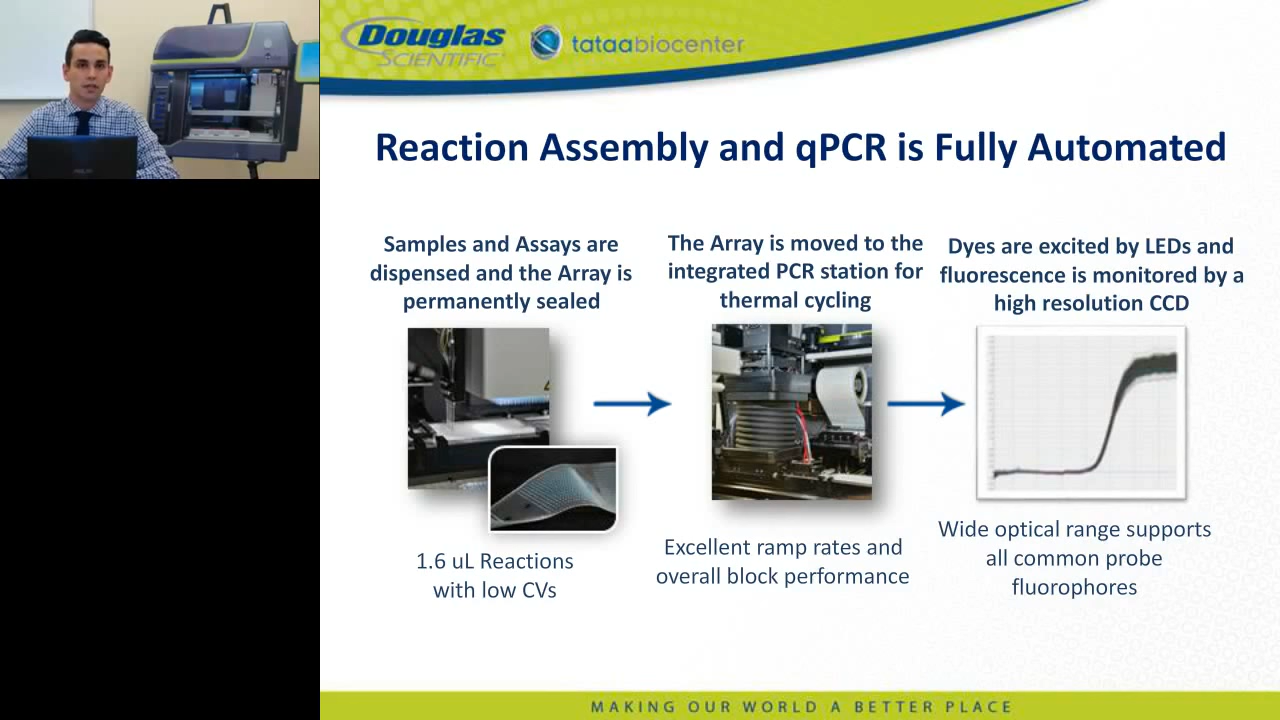 Douglas
SCIENTIFIC
tataabiocenter
Reaction Assembly and qPCR is Fully Automated
Samples and Assays are
dispensed and the Array is
permanently sealed
The Array is moved to the
integrated PCR station for
thermal cycling
Dyes are excited by LEDs and
fluorescence is monitored by a
high resolution CCD
1.6 uL Reactions
with low CVs
Excellent ramp rates and
overall block performance
Wide optical range supports
all common probe
fluorophores
MAKING OUR WORLD A BETTER PLACE